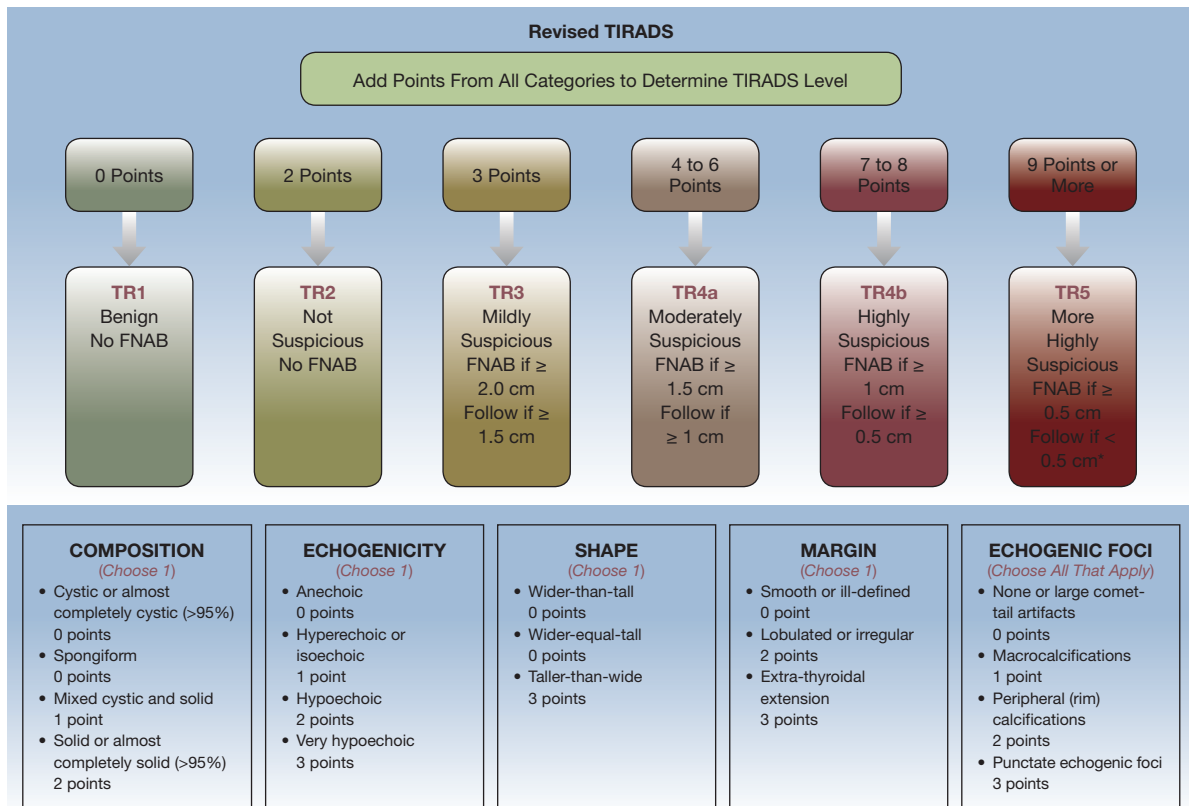 Revised TIRADS
Add Points From All Categories to Determine TIRADS Level
0 Points
2 Points
3 Points
4 to 6
Points
7 to 8
Points
9 Points or
More
TR1
Benign
No FNAB
TR2
Not
Suspicious
No FNAB
TR3
Mildly
Suspicious
FNAB if ≥
2.0 cm
Follow if ≥
1.5 cm
TR4a
Moderately
Suspicious
FNAB if ≥
1.5 cm
Follow if
≥ 1 cm
TR4b
Highly
Suspicious
FNAB if ≥
1 cm
Follow if ≥
0.5 cm
TR5
More
Highly
Suspicious
FNAB if ≥
0.5 cm
Follow if <
0.5 cm*
COMPOSITION
(Choose 1)
• Cystic or almost
completely cystic (>95%)
0 points
• Spongiform
0 points
• Mixed cystic and solid
1 point
• Solid or almost
completely solid (>95%)
2 points
ECHOGENICITY
(Choose 1)
• Anechoic
0 points
• Hyperechoic or
isoechoic
1 point
• Hypoechoic
2 points
• Very hypoechoic
3 points
SHAPE
(Choose 1)
• Wider-than-tall
0 points
• Wider-equal-tall
0 points
• Taller-than-wide
3 points
MARGIN
(Choose 1)
• Smooth or ill-defined
0 point
• Lobulated or irregular
2 points
• Extra-thyroidal
extension
3 points
ECHOGENIC FOCI
(Choose All That Apply)
• None or large comet-
tail artifacts
0 points
• Macrocalcifications
1 point
• Peripheral (rim)
calcifications
2 points
• Punctate echogenic foci
3 points